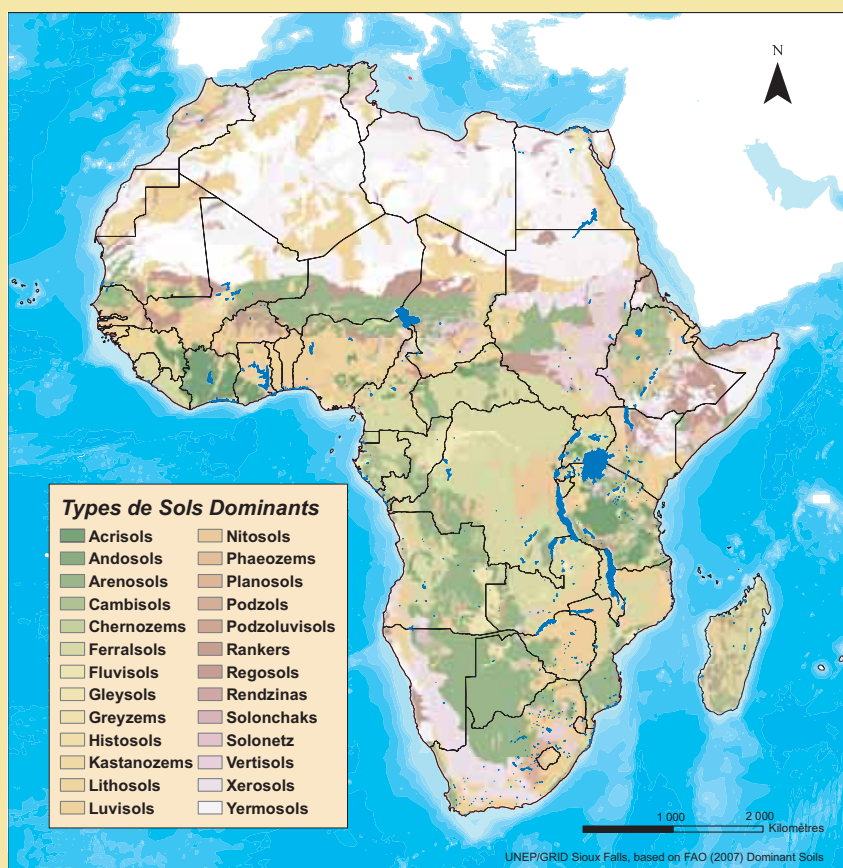 N
Types de Sols Dominants
Acrisols
Andosols
Arenosols
Cambisols
Chernozems
Ferralsols
Fluvisols
Gleysols
Greyzems
Histosols
Kastanozems
Lithosols
Luvisols
Nitosols
Phaeozems
Planosols
Podzols
Podzoluvisols
Rankers
Regosols
Rendzinas
Solonchaks
Solonetz
Vertisols
Xerosols
Yermosols
1 000 2 000
Kilomètres
UNEP/GRID Sioux Falls, based on FAO (2007) Dominant Soils